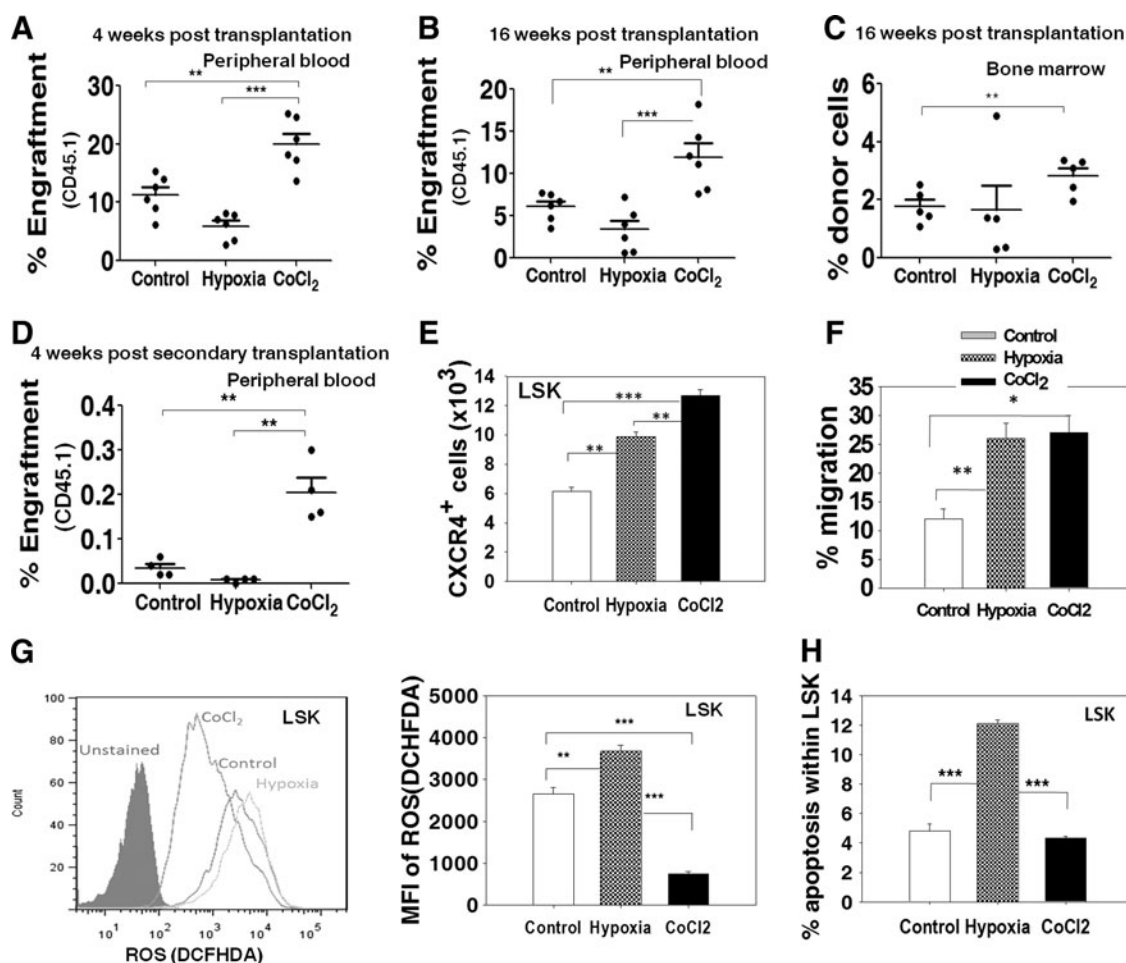 A
4 weeks post transplantation
Peripheral blood
**
***
30
20
10
0
% Engraftment
(CD45.1)
Control Hypoxia CoCl₂
B
16 weeks post transplantation
Peripheral blood
**
***
20
15
10
5
0
% Engraftment
(CD45.1)
Control Hypoxia CoCl₂
C
16 weeks post transplantation
Bone marrow
**
6
4
2
0
% donor cells
Control Hypoxia CoCl₂
D
4 weeks post secondary transplantation
Peripheral blood
**
**
0.4
0.3
0.2
0.1
0.0
% Engraftment
(CD45.1)
Control Hypoxia CoCl₂
E
LSK
***
**
**
14
12
10
8
6
4
2
0
CXCR4⁺ cells (x10³)
Control Hypoxia CoCl2
F
Control
Hypoxia
CoCl₂
*
**
35
30
25
20
15
10
5
0
% migration
Control Hypoxia CoCl2
G
LSK
CoCl₂
Unstained
Control
Hypoxia
100
80
60
40
20
Count
10¹ 10² 10³ 10⁴ 10⁵
ROS (DCFHDA)
LSK
***
**
***
5000
4000
3000
2000
1000
0
MFI of ROS(DCHFDA)
Control Hypoxia CoCl2
H
LSK
***
***
14
12
10
8
6
4
2
0
% apoptosis within LSK
Control Hypoxia CoCl2